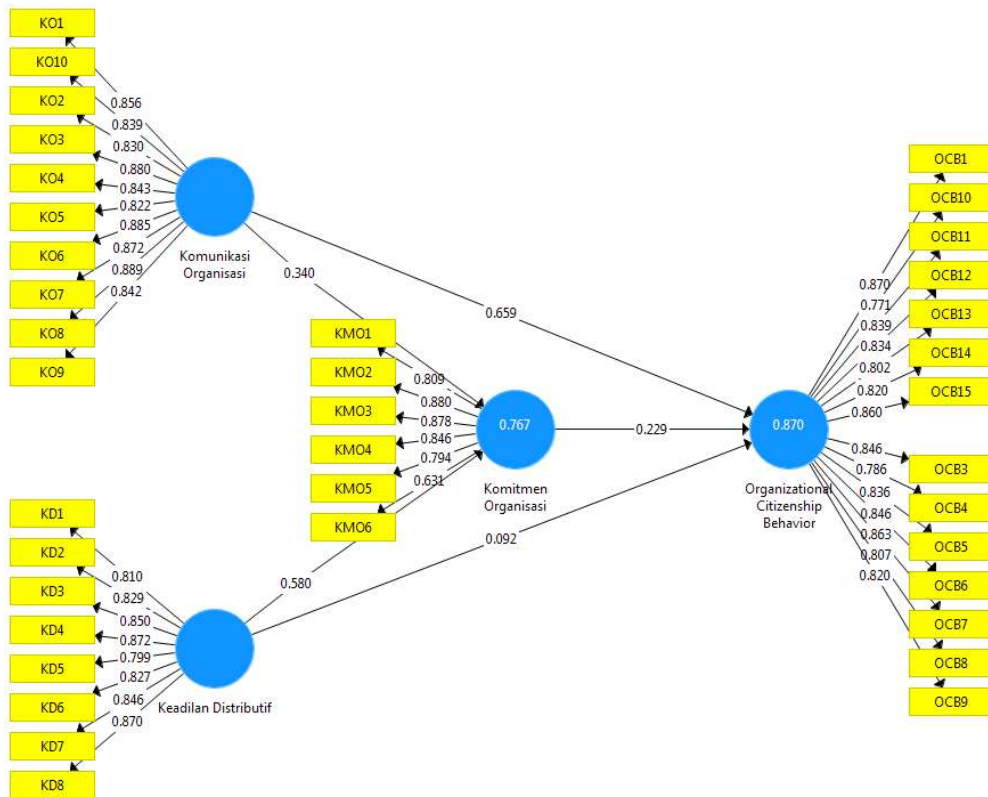 KO1
KO10
KO2
KO3
KO4
KO5
KO6
KO7
KO8
KO9
0.856
0.839
0.830
0.880
0.843
0.822
0.885
0.872
0.889
0.842
Komunikasi
Organisasi
0.340
0.659
KMO1
KMO2
KMO3
KMO4
KMO5
KMO6
0.809
0.880
0.878
0.846
0.794
0.631
0.767
Komitmen
Organisasi
0.229
0.092
0.580
KD1
KD2
KD3
KD4
KD5
KD6
KD7
KD8
0.810
0.829
0.850
0.872
0.799
0.827
0.846
0.870
Keadilan Distributif
0.870
Organizational
Citizenship
Behavior
0.870
0.771
0.839
0.834
0.802
0.820
0.860
0.846
0.786
0.836
0.846
0.863
0.807
0.820
OCB1
OCB10
OCB11
OCB12
OCB13
OCB14
OCB15
OCB3
OCB4
OCB5
OCB6
OCB7
OCB8
OCB9